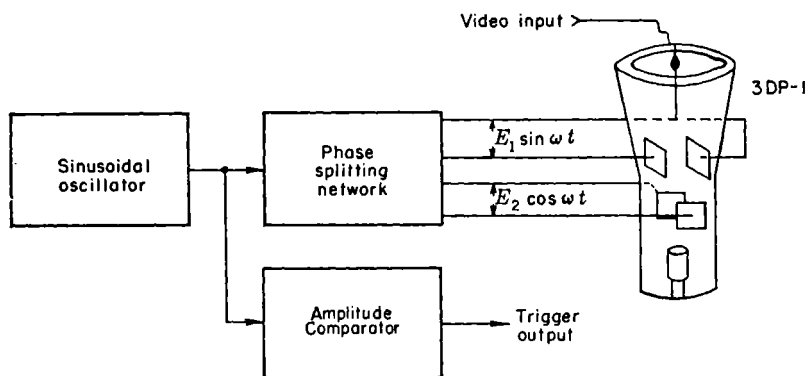 Video input
3DP-1
Sinusoidal
oscillator
Phase
splitting
network
E₁ sin ωt
E₂ cos ωt
Amplitude
Comparator
Trigger
output